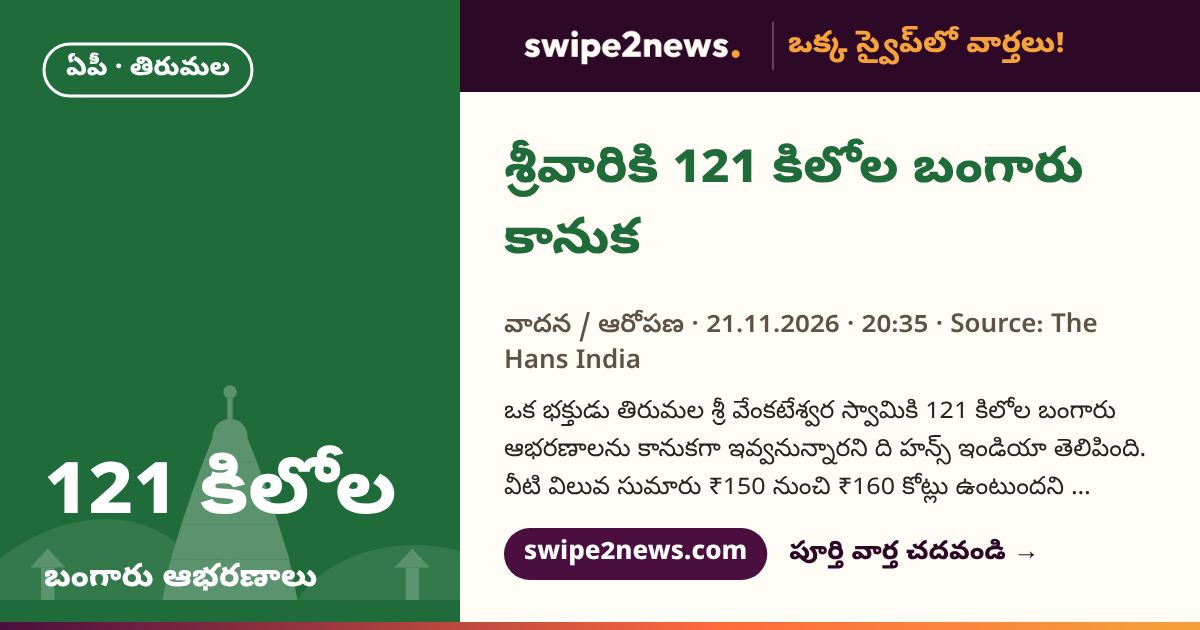 ఏపీ · తిరుమల
121 కిలోల
బంగారు ఆభరణాలు
swipe2news. ఒక్క స్వైప్‌లో వార్తలు!
శ్రీవారికి 121 కిలోల బంగారు
కానుక
వాదన / ఆరోపణ · 21.11.2026 · 20:35 · Source: The
Hans India
ఒక భక్తుడు తిరుమల శ్రీ వేంకటేశ్వర స్వామికి 121 కిలోల బంగారు
ఆభరణాలను కానుకగా ఇవ్వనున్నారని ది హన్స్ ఇండియా తెలిపింది.
వీటి విలువ సుమారు ₹150 నుంచి ₹160 కోట్లు ఉంటుందని ...
swipe2news.com పూర్తి వార్త చదవండి →